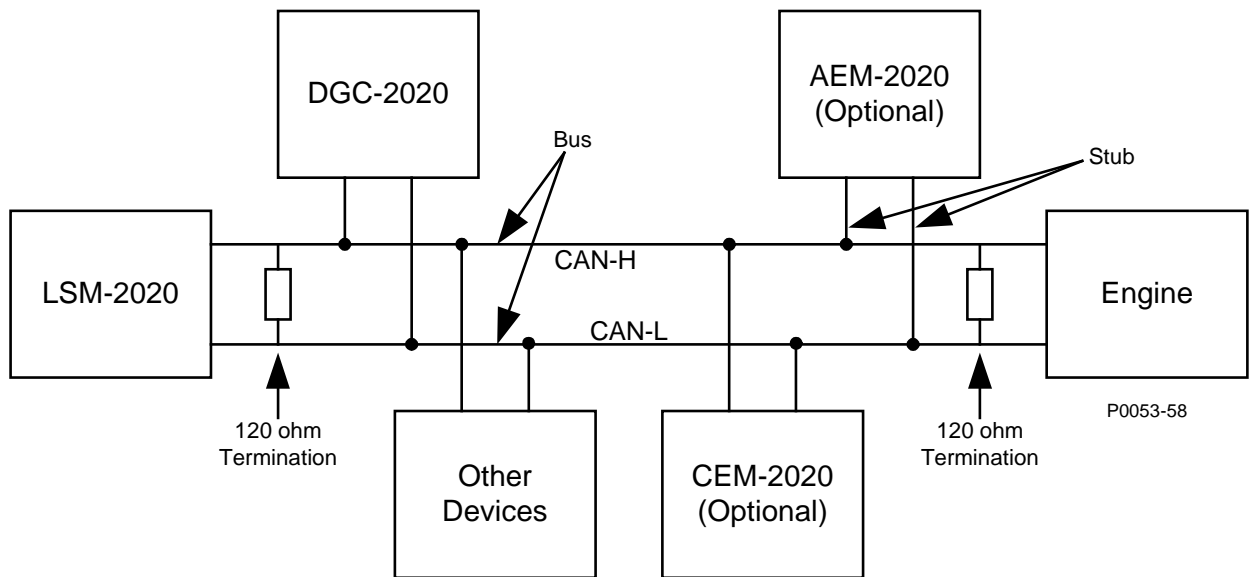 DGC-2020
AEM-2020
(Optional)
Bus
Stub
LSM-2020
CAN-H
CAN-L
Engine
P0053-58
120 ohm
Termination
Other
Devices
CEM-2020
(Optional)
120 ohm
Termination